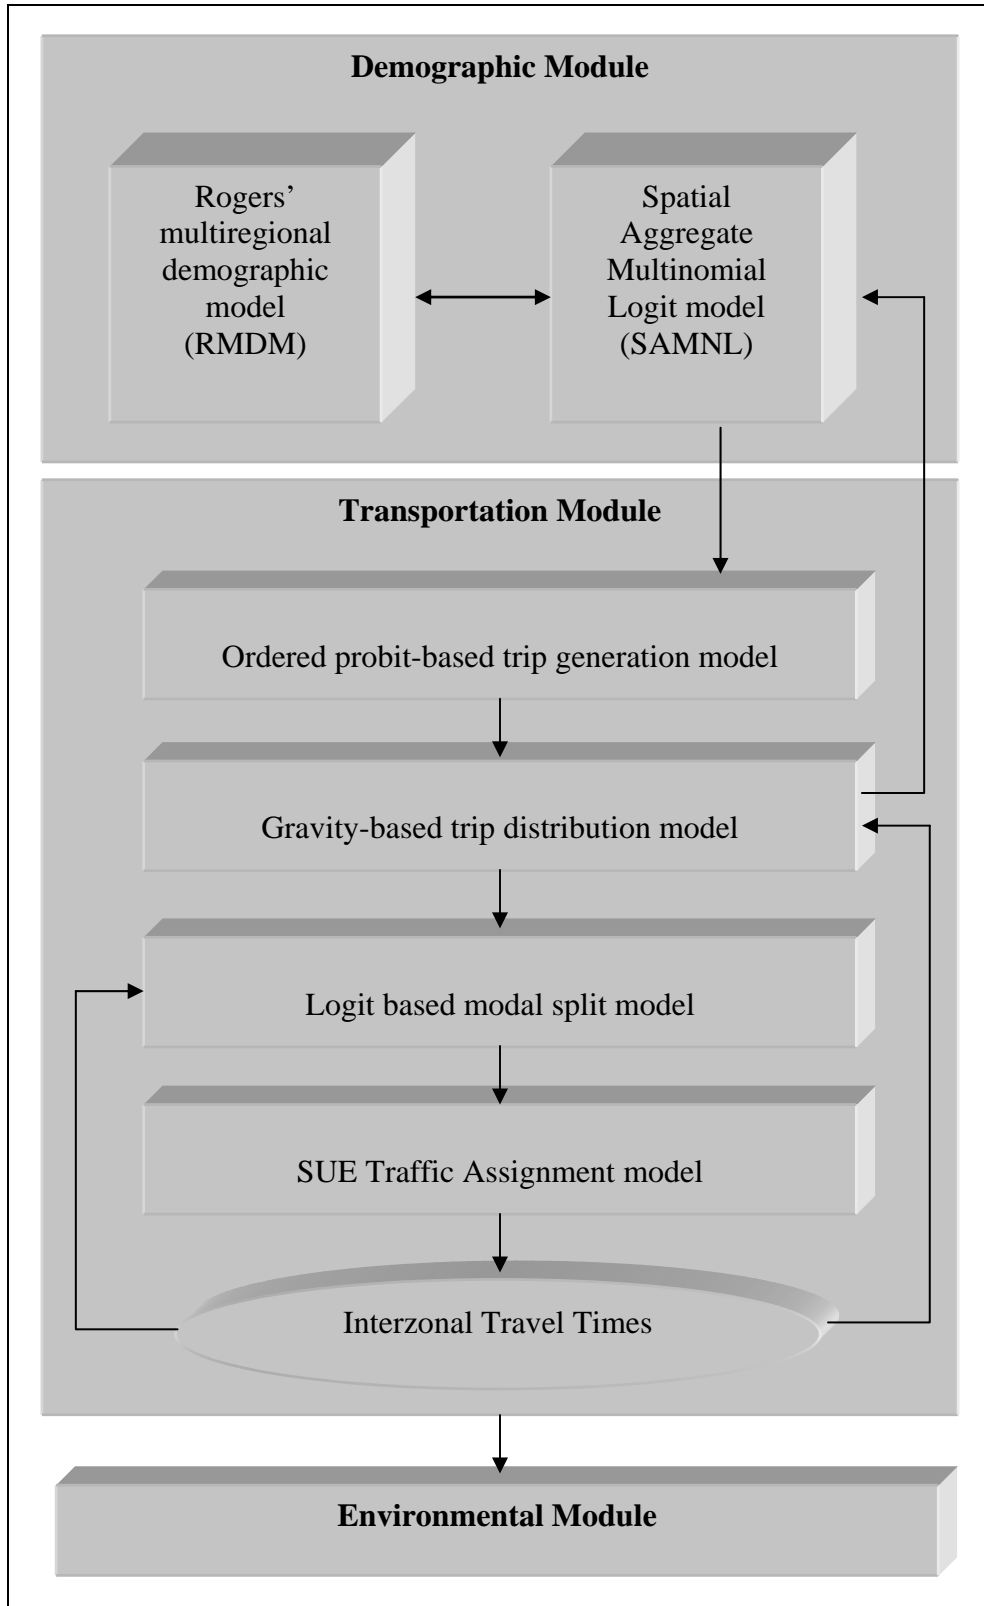 Demographic Module
Rogers’
multiregional
demographic
model
(RMDM)
Spatial
Aggregate
Multinomial
Logit model
(SAMNL)
Transportation Module
Ordered probit-based trip generation model
Gravity-based trip distribution model
Logit based modal split model
SUE Traffic Assignment model
Interzonal Travel Times
Environmental Module